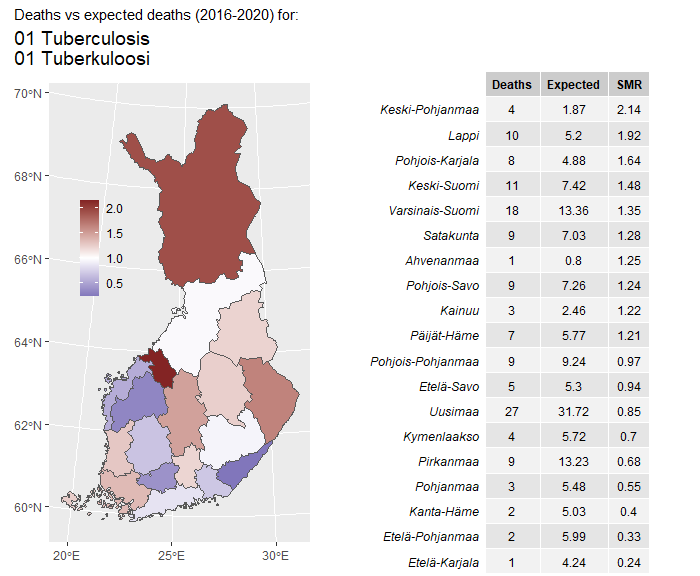 Deaths vs expected deaths (2016-2020) for:
01 Tuberculosis
01 Tuberkuloosi
70°N
68°N
66°N
64°N
62°N
60°N
20°E 25°E 30°E
2.0
1.5
1.0
0.5
Deaths Expected SMR
Keski-Pohjanmaa 4 1.87 2.14
Lappi 10 5.2 1.92
Pohjois-Karjala 8 4.88 1.64
Keski-Suomi 11 7.42 1.48
Varsinais-Suomi 18 13.36 1.35
Satakunta 9 7.03 1.28
Ahvenanmaa 1 0.8 1.25
Pohjois-Savo 9 7.26 1.24
Kainuu 3 2.46 1.22
Päijät-Häme 7 5.77 1.21
Pohjois-Pohjanmaa 9 9.24 0.97
Etelä-Savo 5 5.3 0.94
Uusimaa 27 31.72 0.85
Kymenlaakso 4 5.72 0.7
Pirkanmaa 9 13.23 0.68
Pohjanmaa 3 5.48 0.55
Kanta-Häme 2 5.03 0.4
Etelä-Pohjanmaa 2 5.99 0.33
Etelä-Karjala 1 4.24 0.24